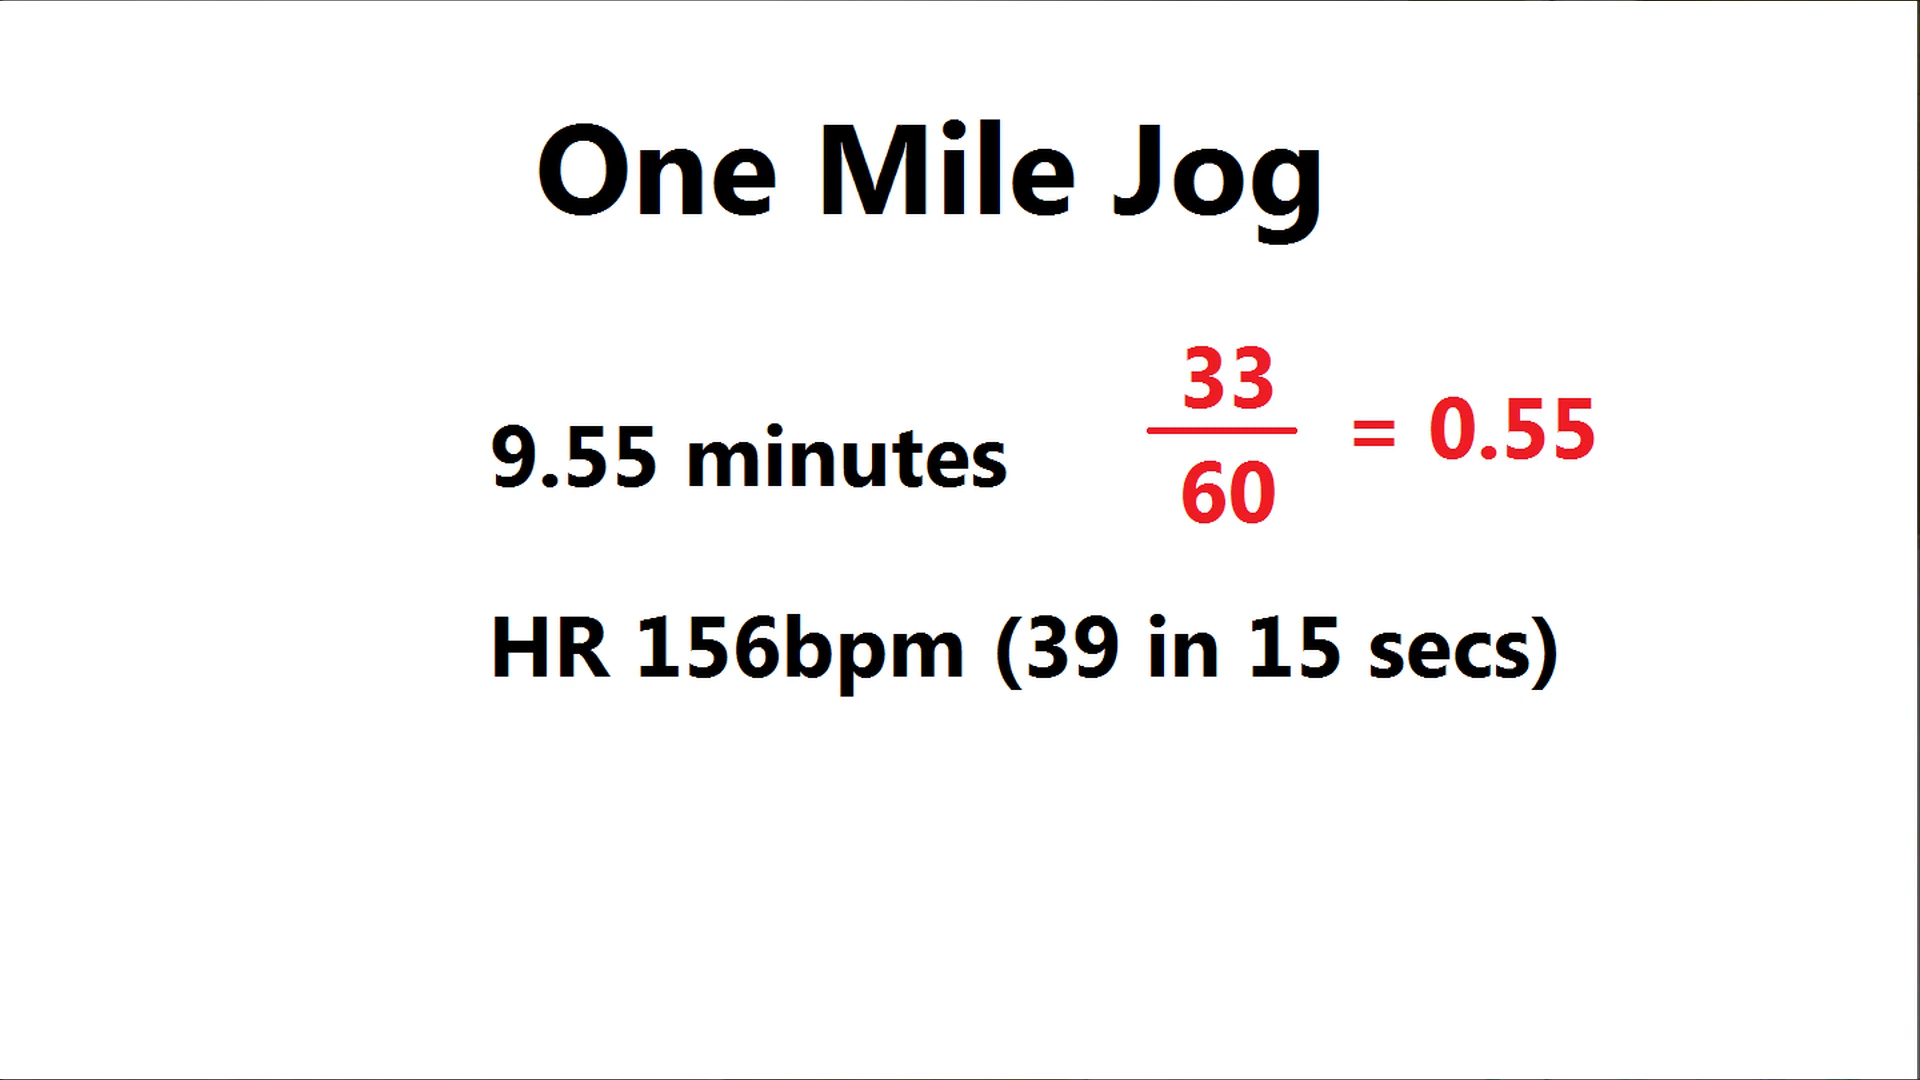 One Mile Jog
9.55 minutes
33
60
= 0.55
HR 156bpm (39 in 15 secs)